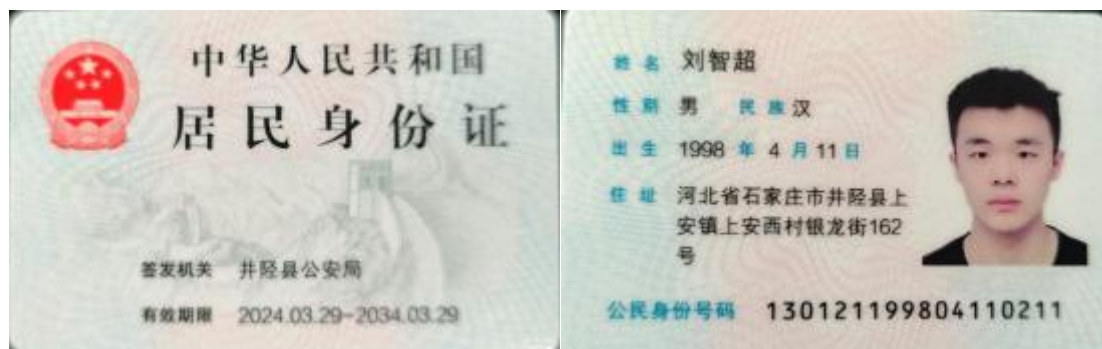 中华人民共和国
居民身份证
签发机关 井陉县公安局
有效期限 2024.03.29-2034.03.29
姓名 刘智超
性别 男 民族 汉
出生 1998 年 4 月 11 日
住址 河北省石家庄市井陉县上
安镇上安西村银龙街162
号
公民身份号码 130121199804110211